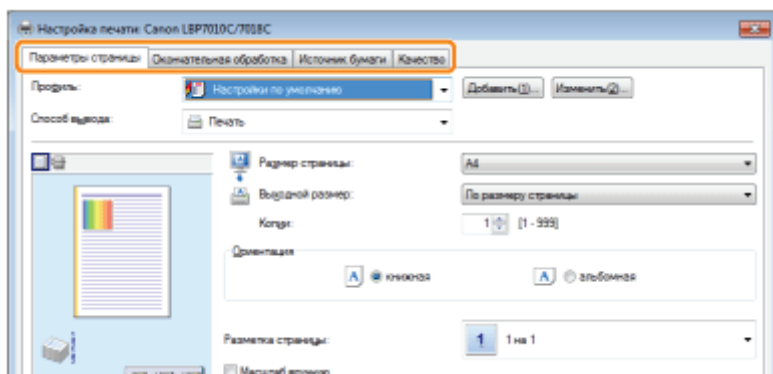 Настройка печати: Canon LBP7010C/7018C
Параметры страницы Окончательная обработка Источник бумаги Качество
Профиль: Настройки по умолчанию Добавить(1)... Изменить(2)...
Способ вывода: Печать
Размер страницы: A4
Выходной размер: По размеру страницы
Копии: 1 [1 - 999]
Ориентация
A книжная A альбомная
Разметка страницы: 1 1 на 1